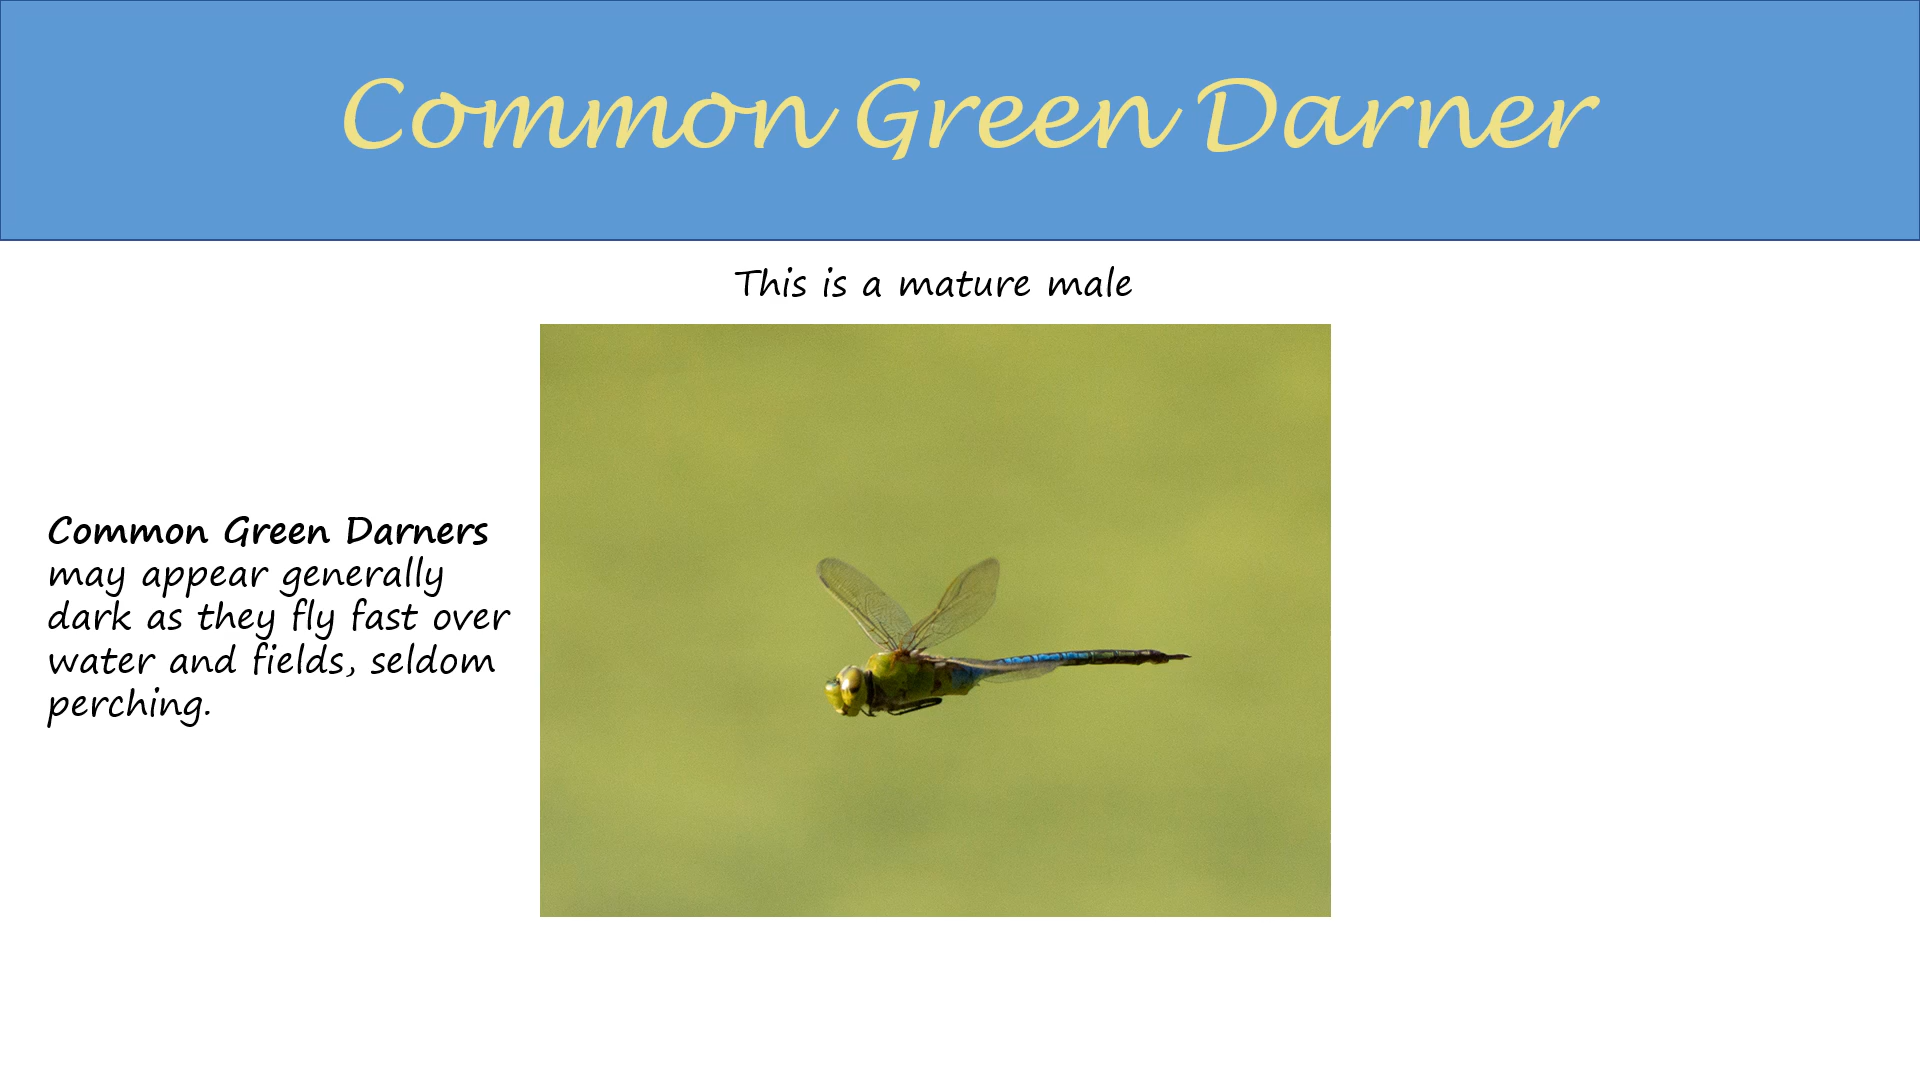 Common Green Darner
This is a mature male
Common Green Darners
may appear generally
dark as they fly fast over
water and fields, seldom
perching.